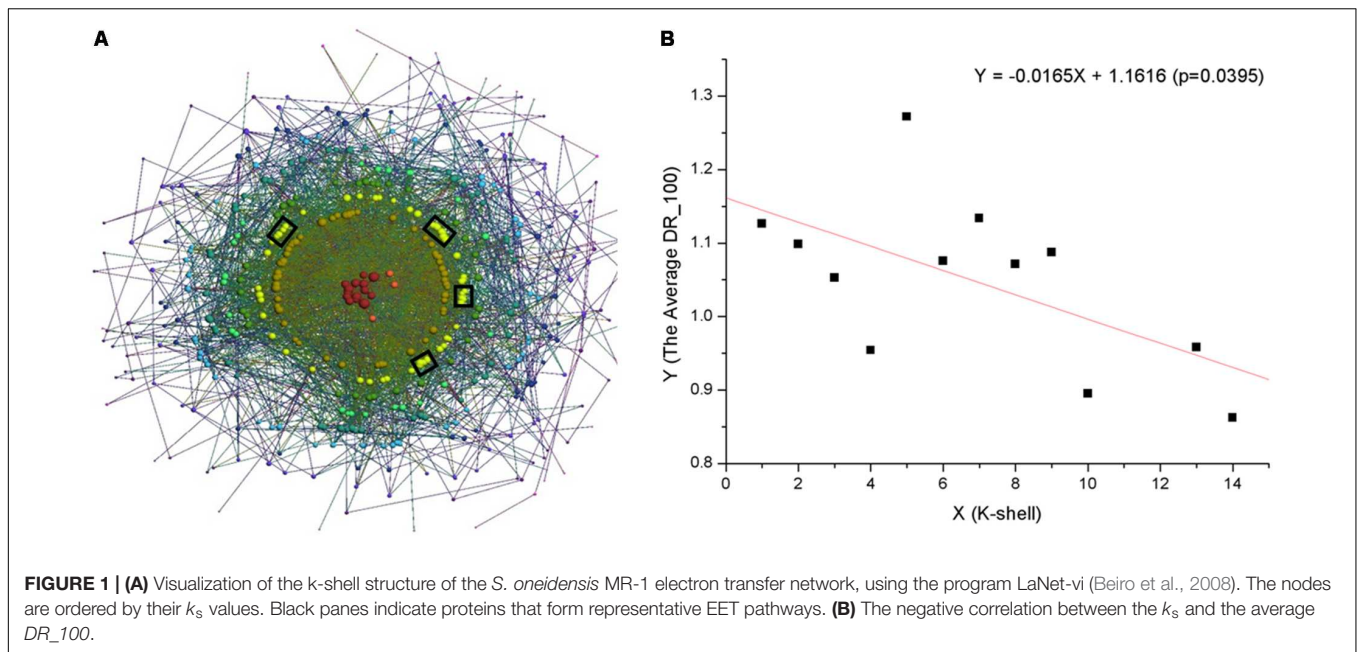 A
B
Y = -0.0165X + 1.1616 (p=0.0395)
Y (The Average DR_100)
1.3
1.2
1.1
1.0
0.9
0.8
0 2 4 6 8 10 12 14
X (K-shell)
FIGURE 1 | (A) Visualization of the k-shell structure of the S. oneidensis MR-1 electron transfer network, using the program LaNet-vi (Beiro et al., 2008). The nodes
are ordered by their ks values. Black panes indicate proteins that form representative EET pathways. (B) The negative correlation between the ks and the average
DR_100.